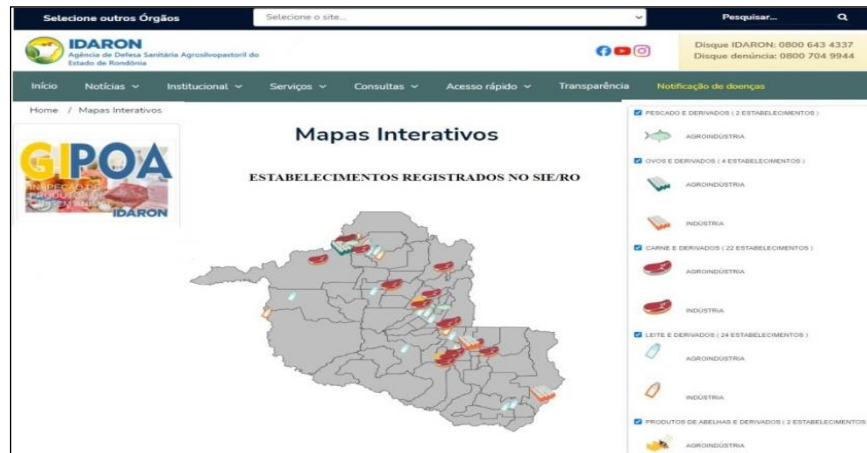 Selecione outros Órgãos
Selecione o site...
Pesquisar...
IDARON
Agência de Defesa Sanitária Agrosilvopastoril do
Estado de Rondônia
Disque IDARON: 0800 643 4337
Disque denúncia: 0800 704 9944
Início Notícias Institucional Serviços Consultas Acesso rápido Transparência Notificação de doenças
Home / Mapas Interativos
GIPOA
INSPEÇÃO DE
PRODUTOS DE
IDARON
Mapas Interativos
ESTABELECIMENTOS REGISTRADOS NO SIE/RO
PESCADO E DERIVADOS ( 2 ESTABELECIMENTOS )
AGROINDÚSTRIA
OVOS E DERIVADOS ( 4 ESTABELECIMENTOS )
AGROINDÚSTRIA
INDÚSTRIA
CARNE E DERIVADOS ( 22 ESTABELECIMENTOS )
AGROINDÚSTRIA
INDÚSTRIA
LEITE E DERIVADOS ( 24 ESTABELECIMENTOS )
AGROINDÚSTRIA
INDÚSTRIA
PRODUTOS DE ABELHAS E DERIVADOS ( 2 ESTABELECIMENTOS
AGROINDÚSTRIA